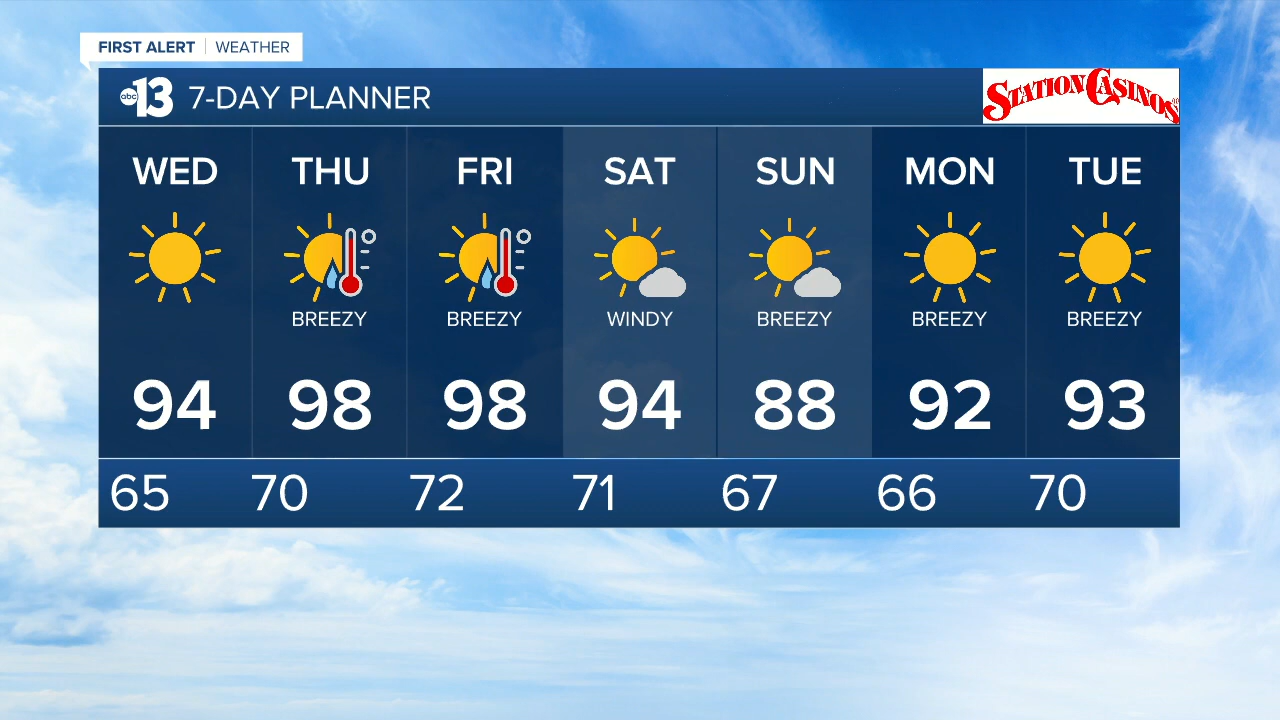 FIRST ALERT | WEATHER
abc 13 7-DAY PLANNER
STATION CASINOS
WED THU FRI SAT SUN MON TUE
BREEZY BREEZY WINDY BREEZY BREEZY BREEZY
94 98 98 94 88 92 93
65 70 72 71 67 66 70